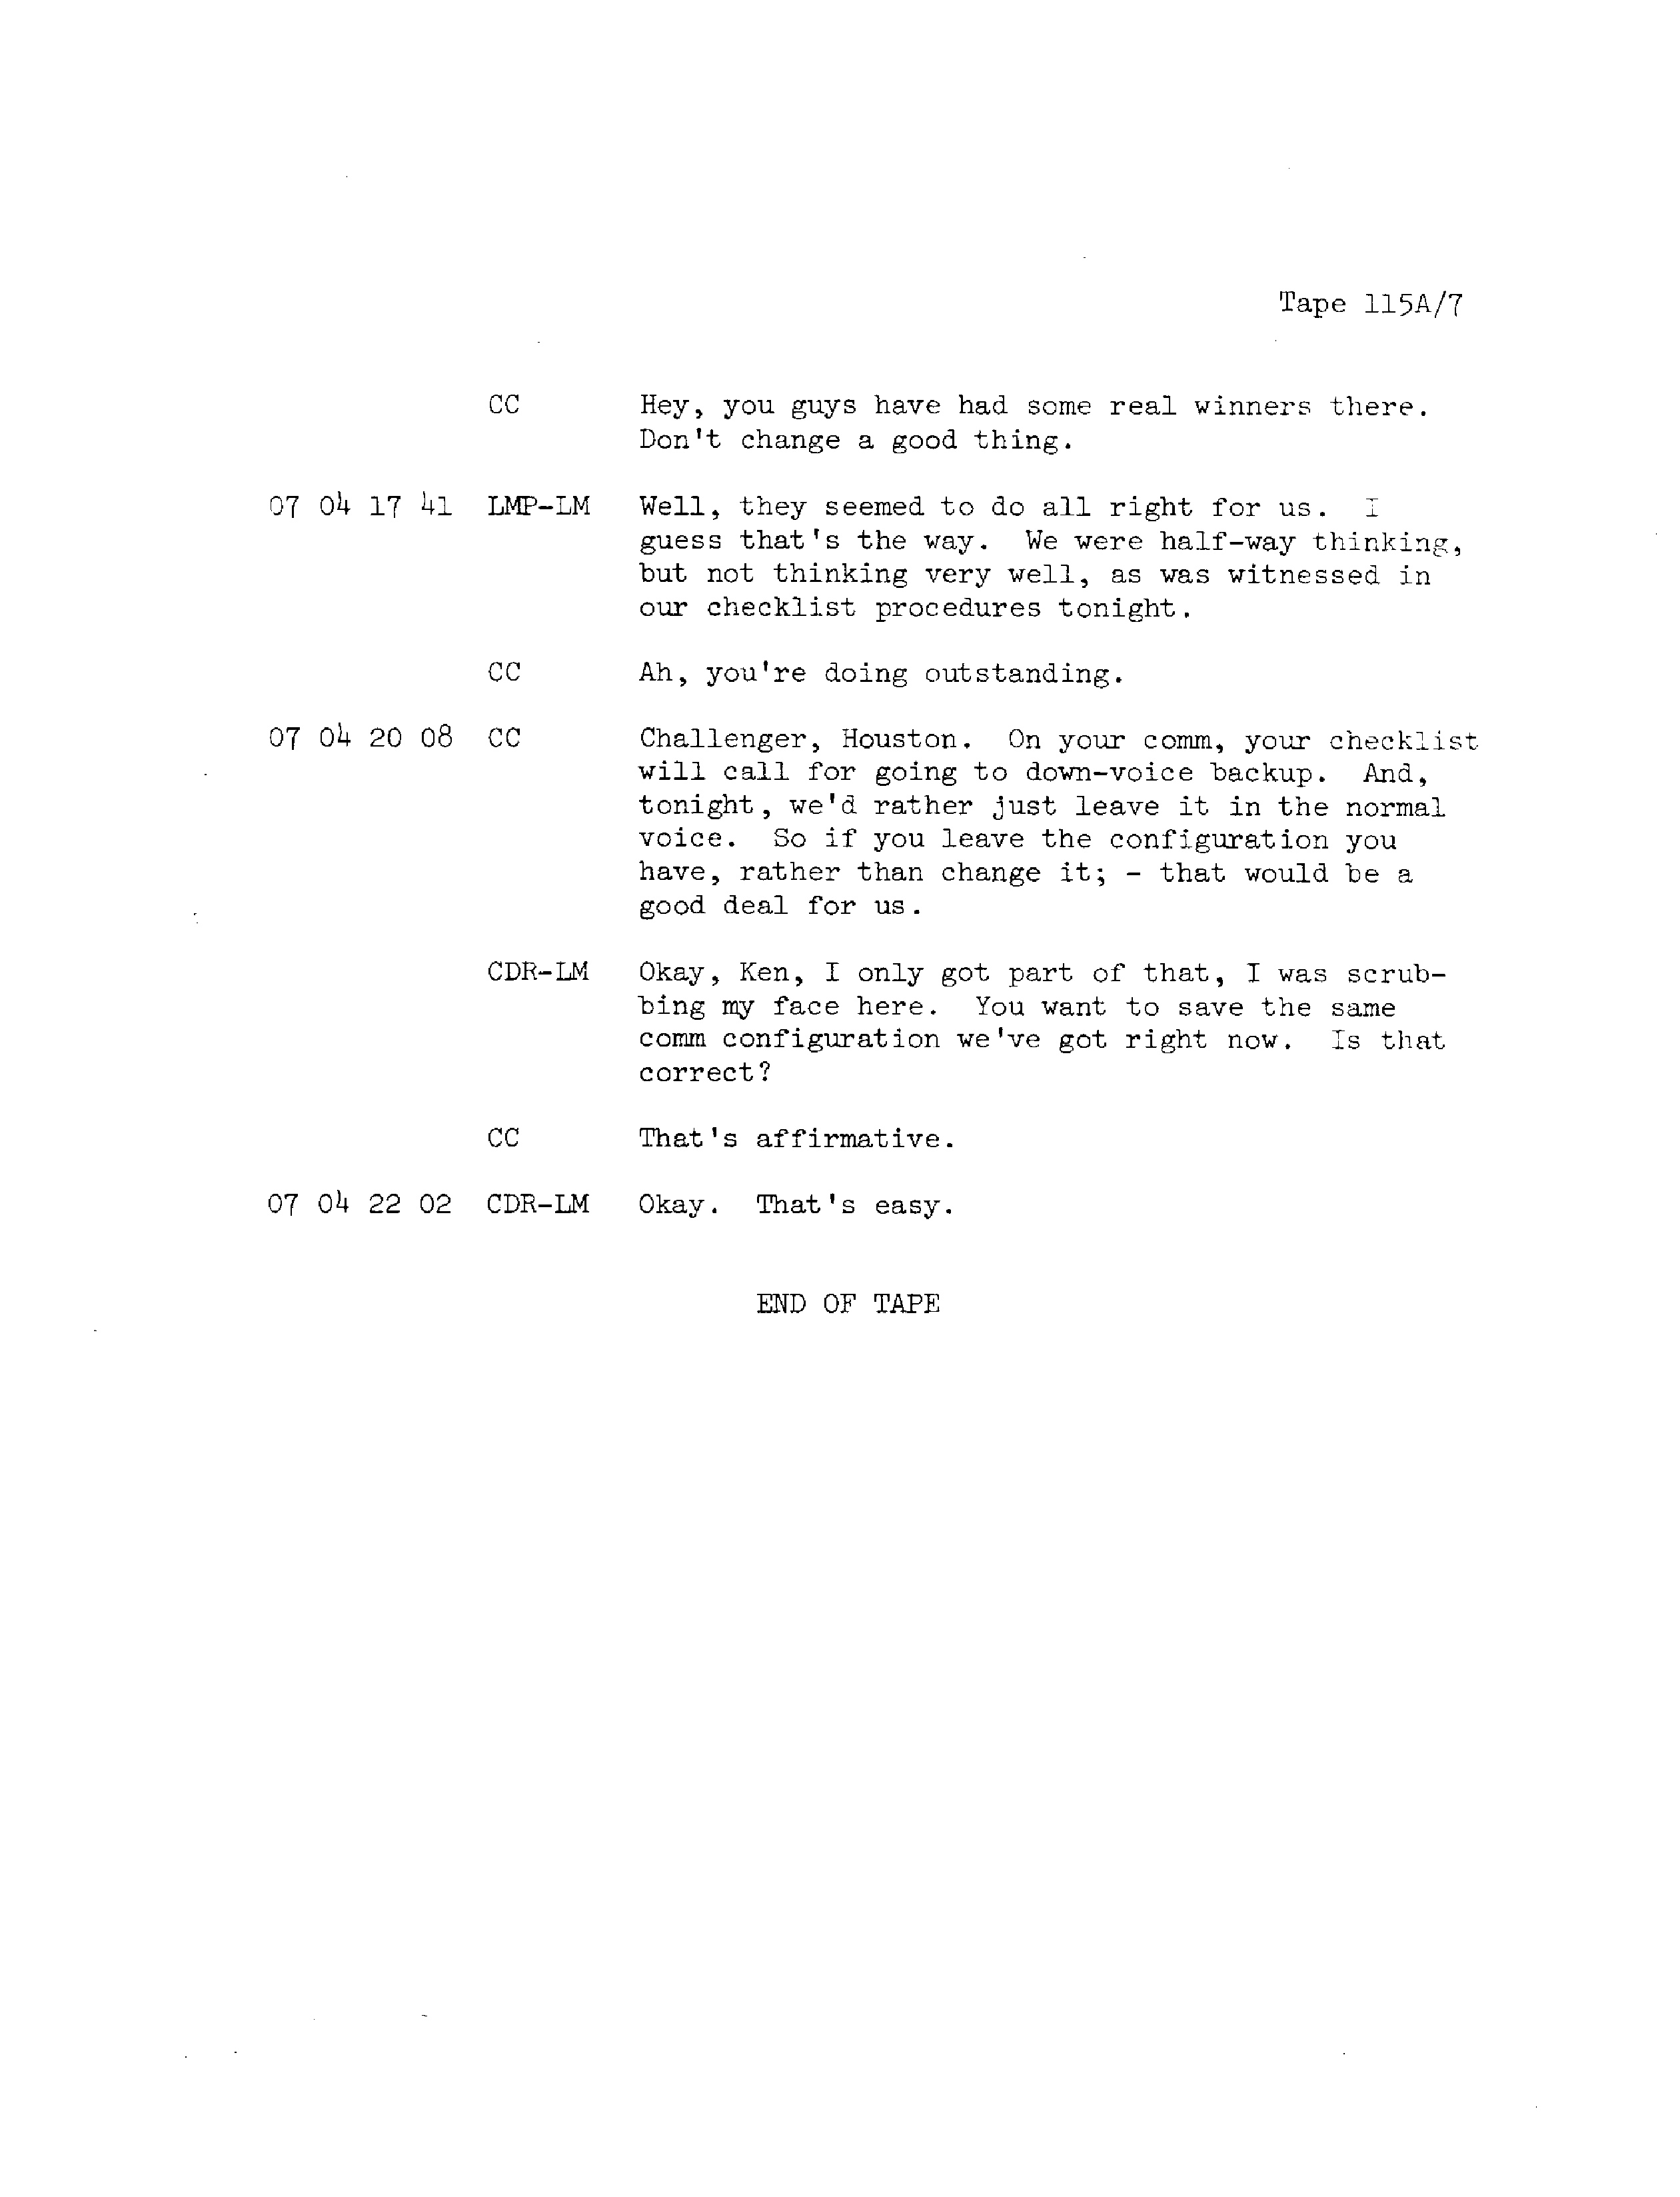 Tape 115A/7
CC Hey, you guys have had some real winners there.
Don't change a good thing.
07 04 17 41 LMP-LM Well, they seemed to do all right for us. I
guess that's the way. We were half-way thinking,
but not thinking very well, as was witnessed in
our checklist procedures tonight.
CC Ah, you're doing outstanding.
07 04 20 08 CC Challenger, Houston. On your comm, your checklist
will call for going to down-voice backup. And,
tonight, we'd rather just leave it in the normal
voice. So if you leave the configuration you
have, rather than change it; - that would be a
good deal for us.
CDR-LM Okay, Ken, I only got part of that, I was scrub-
bing my face here. You want to save the same
comm configuration we've got right now. Is that
correct?
CC That's affirmative.
07 04 22 02 CDR-LM Okay. That's easy.
END OF TAPE